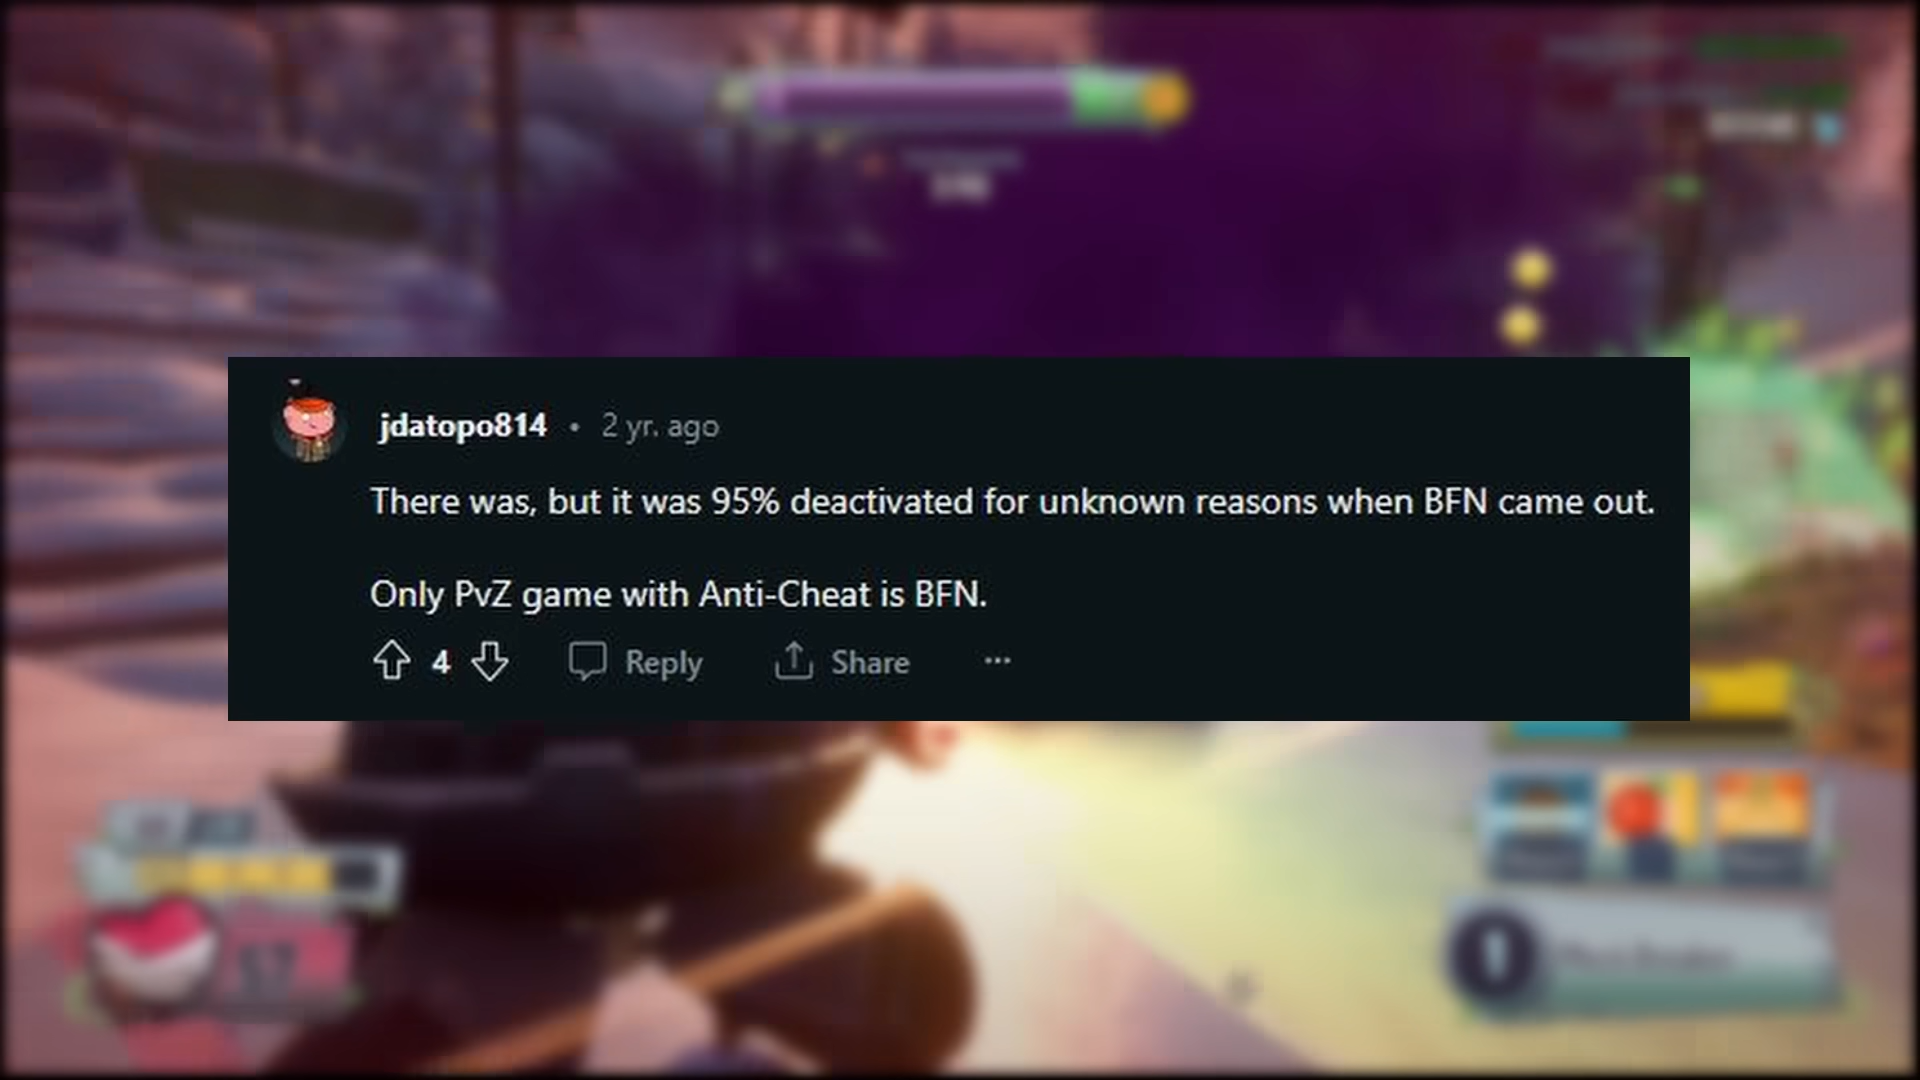 jdatopo814 • 2 yr. ago
There was, but it was 95% deactivated for unknown reasons when BFN came out.
Only PvZ game with Anti-Cheat is BFN.
4 Reply Share ···
57